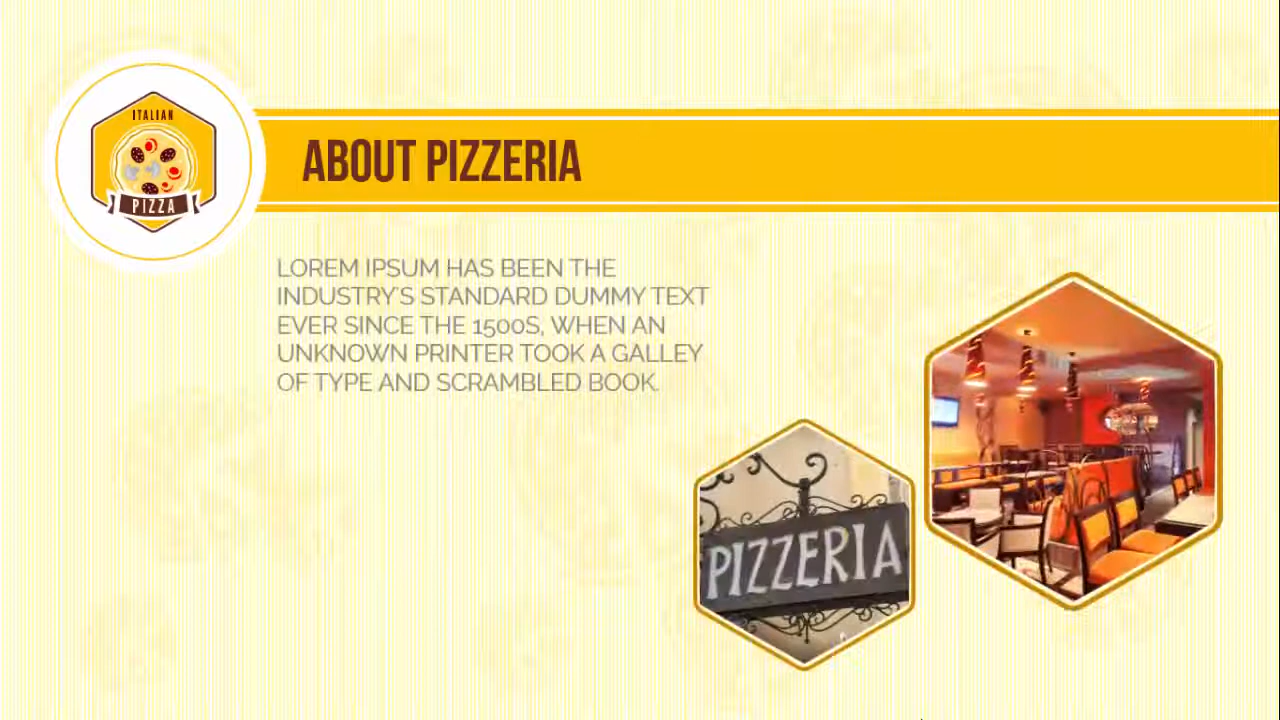 ITALIAN
PIZZA
ABOUT PIZZERIA
LOREM IPSUM HAS BEEN THE
INDUSTRY'S STANDARD DUMMY TEXT
EVER SINCE THE 1500S, WHEN AN
UNKNOWN PRINTER TOOK A GALLEY
OF TYPE AND SCRAMBLED BOOK.
PIZZERIA